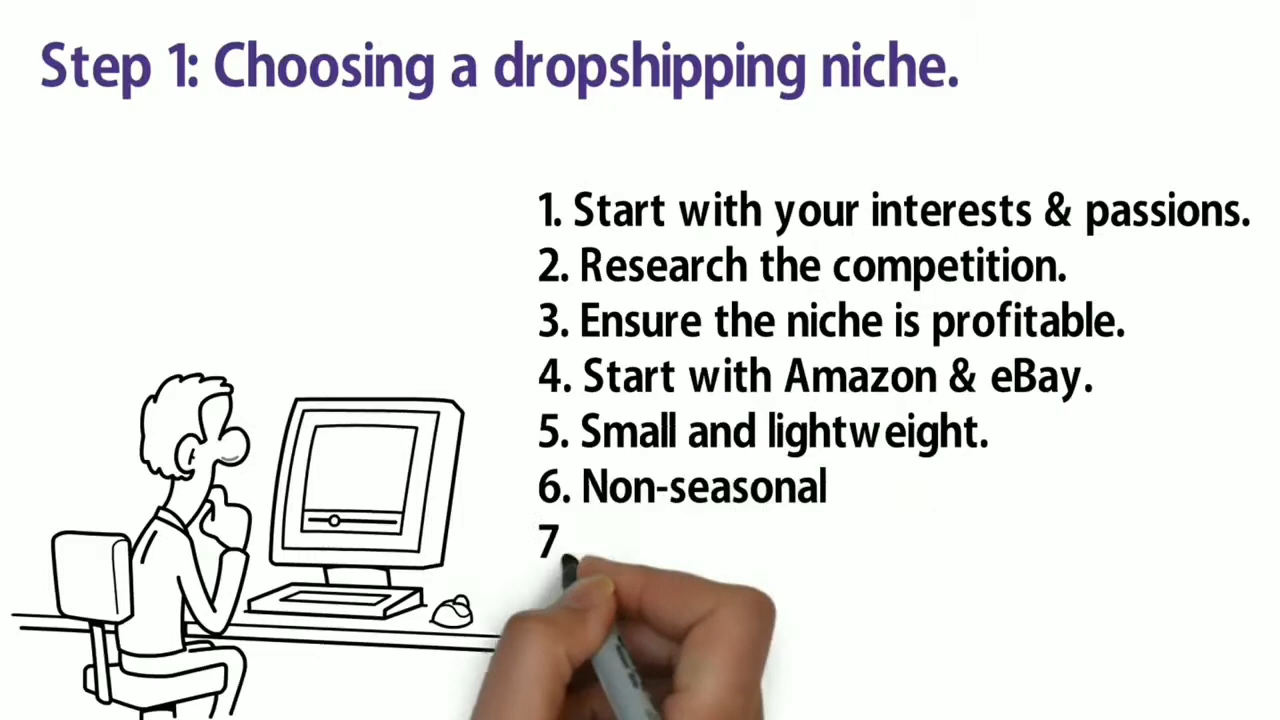 Step 1: Choosing a dropshipping niche.
1. Start with your interests & passions.
2. Research the competition.
3. Ensure the niche is profitable.
4. Start with Amazon & eBay.
5. Small and lightweight.
6. Non-seasonal
7